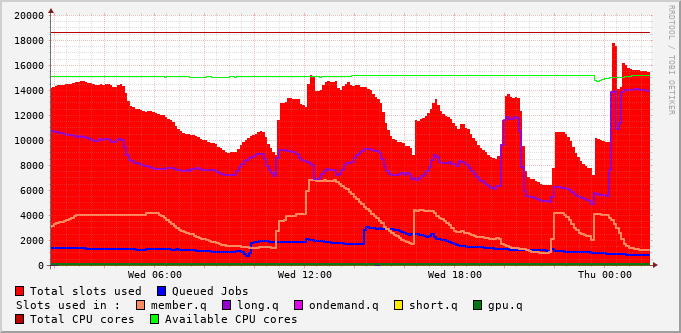 20000
18000
16000
14000
12000
10000
8000
6000
4000
2000
0
Wed 06:00 Wed 12:00 Wed 18:00 Thu 00:00
RRDTOOL / TOBI OETIKER
Total slots used Queued Jobs
Slots used in : member.q long.q ondemand.q short.q gpu.q
Total CPU cores Available CPU cores